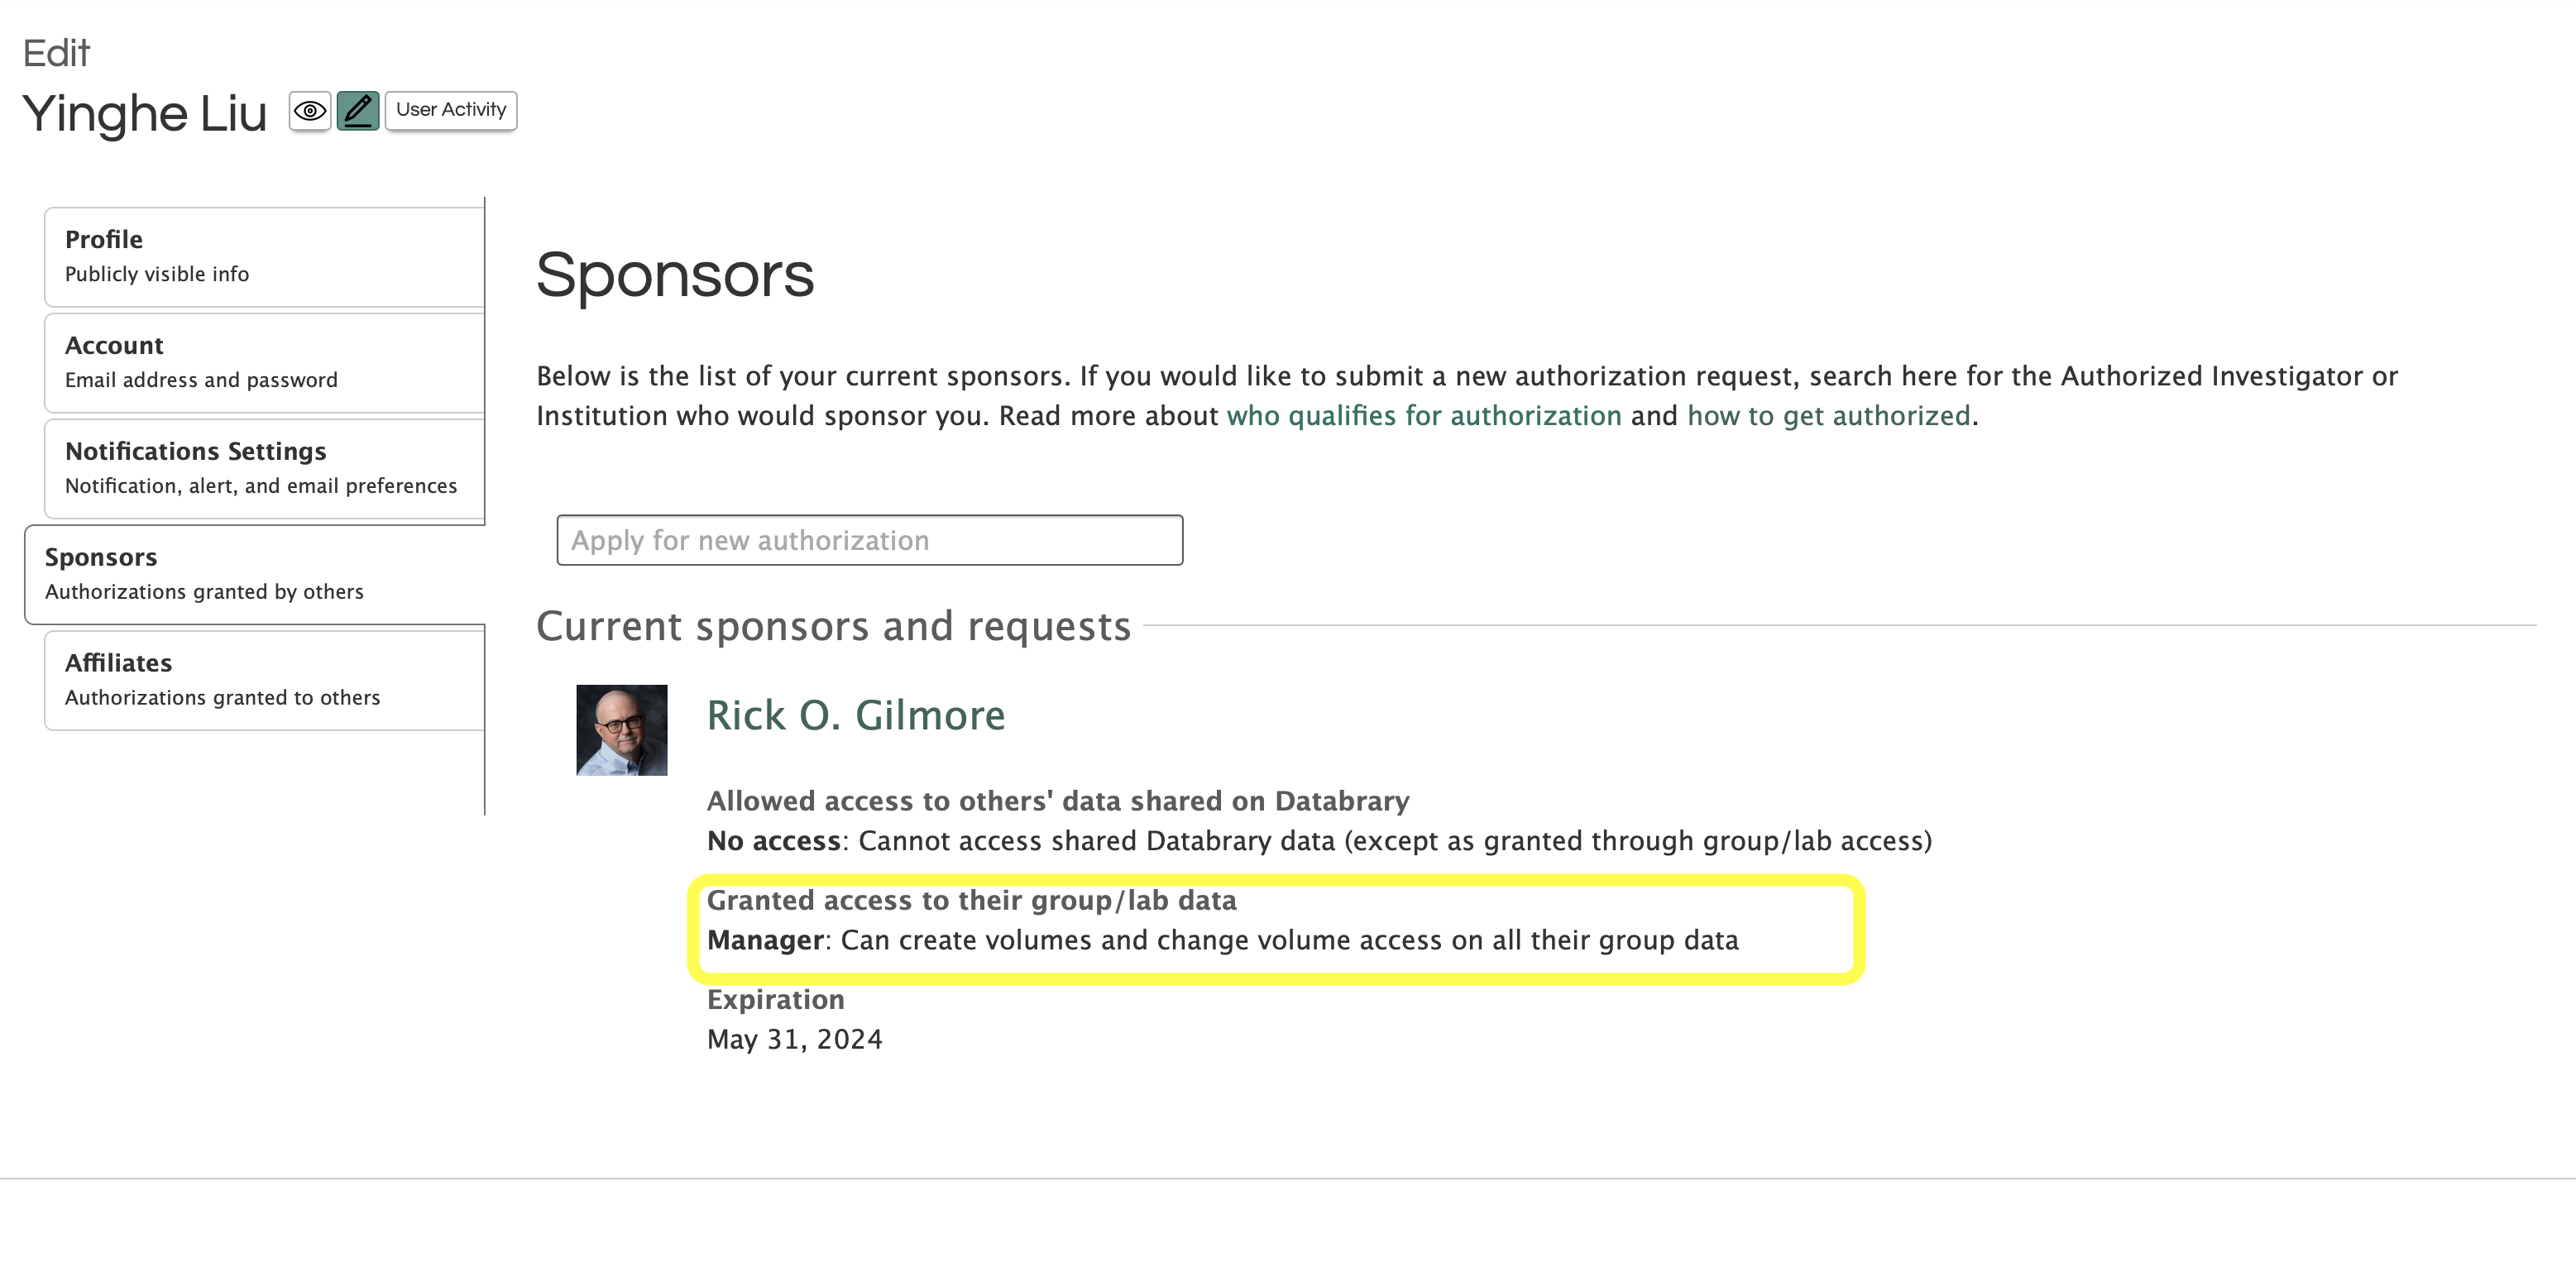 Edit
Yinghe Liu
User Activity
Profile
Publicly visible info
Account
Email address and password
Notifications Settings
Notification, alert, and email preferences
Sponsors
Authorizations granted by others
Affiliates
Authorizations granted to others
Sponsors
Below is the list of your current sponsors. If you would like to submit a new authorization request, search here for the Authorized Investigator or
Institution who would sponsor you. Read more about who qualifies for authorization and how to get authorized.
Apply for new authorization
Current sponsors and requests
Rick O. Gilmore
Allowed access to others' data shared on Databrary
No access: Cannot access shared Databrary data (except as granted through group/lab access)
Granted access to their group/lab data
Manager: Can create volumes and change volume access on all their group data
Expiration
May 31, 2024